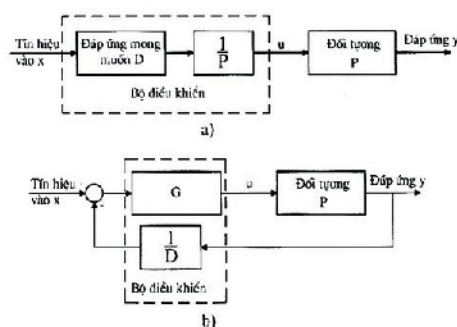 Tín hiệu
vào x
Đáp ứng mong
muốn D
1
P
u
Đối tượng
P
Đáp ứng y
Bộ điều khiển
a)
Tín hiệu
vào x
-
G
u
Đối tượng
P
Đáp ứng y
1
D
Bộ điều khiển
b)